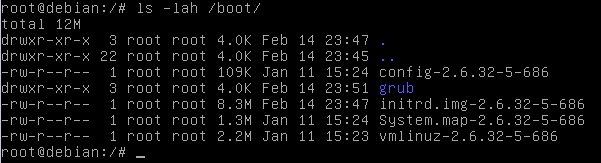 root@debian:/# ls -lah /boot/
total 12M
drwxr-xr-x  3 root root 4.0K Feb 14 23:47 .
drwxr-xr-x 22 root root 4.0K Feb 14 23:45 ..
-rw-r--r--  1 root root 109K Jan 11 15:24 config-2.6.32-5-686
drwxr-xr-x  3 root root 4.0K Feb 14 23:51 grub
-rw-r--r--  1 root root 8.3M Feb 14 23:47 initrd.img-2.6.32-5-686
-rw-r--r--  1 root root 1.3M Jan 11 15:24 System.map-2.6.32-5-686
-rw-r--r--  1 root root 2.2M Jan 11 15:23 vmlinuz-2.6.32-5-686
root@debian:/# _